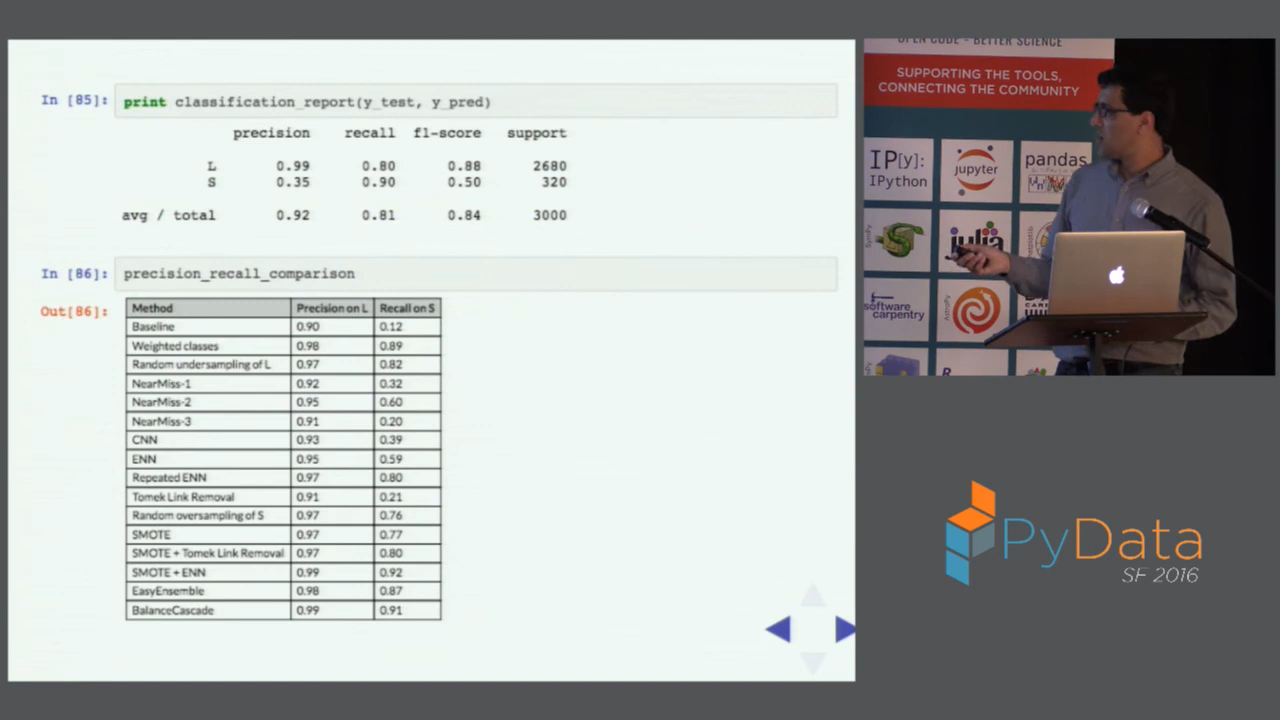 In [85]: print classification_report(y_test, y_pred)
precision recall f1-score support
L 0.99 0.80 0.88 2680
S 0.35 0.90 0.50 320
avg / total 0.92 0.81 0.84 3000
In [86]: precision_recall_comparison
Out[86]:
Method Precision on L Recall on S
Baseline 0.90 0.12
Weighted classes 0.98 0.89
Random undersampling of L 0.97 0.82
NearMiss-1 0.92 0.32
NearMiss-2 0.95 0.60
NearMiss-3 0.91 0.20
CNN 0.93 0.39
ENN 0.95 0.59
Repeated ENN 0.97 0.80
Tomek Link Removal 0.91 0.21
Random oversampling of S 0.97 0.76
SMOTE 0.97 0.77
SMOTE + Tomek Link Removal 0.97 0.80
SMOTE + ENN 0.99 0.92
EasyEnsemble 0.98 0.87
BalanceCascade 0.99 0.91
OPEN CODE - BETTER SCIENCE
SUPPORTING THE TOOLS,
CONNECTING THE COMMUNITY
IP[y]:
IPython
jupyter
pandas
julia
software
carpentry
PyData
SF 2016